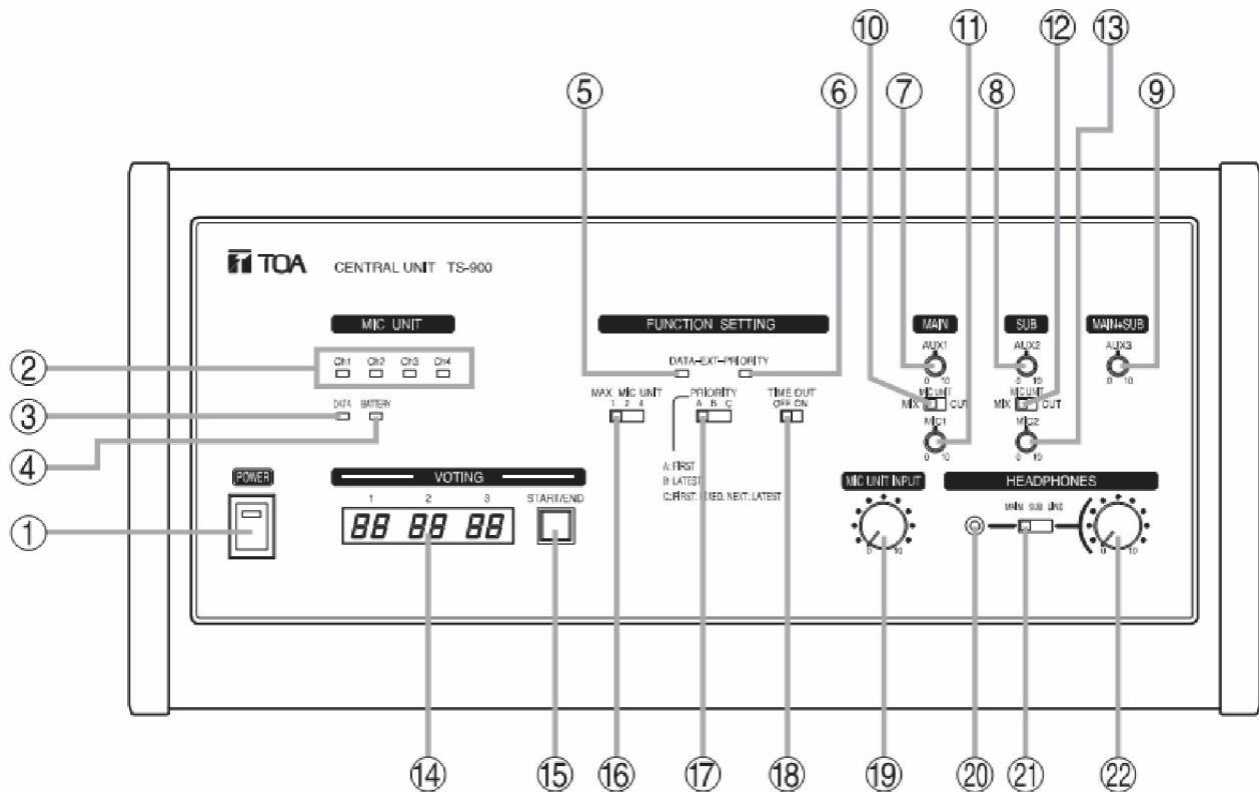 ⑩ ⑪ ⑫ ⑬
⑤ ⑥ ⑦ ⑧ ⑨
TOA CENTRAL UNIT TS-900
MIC UNIT
Ch1 Ch2 Ch3 Ch4
②
DATA BATTERY
③
④
POWER
①
VOTING
1 2 3 START/END
88 88 88
FUNCTION SETTING
DATA-EXT-PRIORITY
MAX MIC UNIT PRIORITY TIME OUT
1 2 4 A B C OFF ON
A: FIRST
B: LATEST
MAIN SUB MAIN+SUB
AUX1 AUX2 AUX3
0 10 0 10 0 10
MIC UNIT MIC UNIT
MIX CUT MIX CUT
MIC1 MIC2
0 10 0 10
MIC UNIT INPUT HEADPHONES
MAIN SUB
0 10 0 10
⑭ ⑮ ⑯ ⑰ ⑱ ⑲ ⑳ ㉑ ㉒